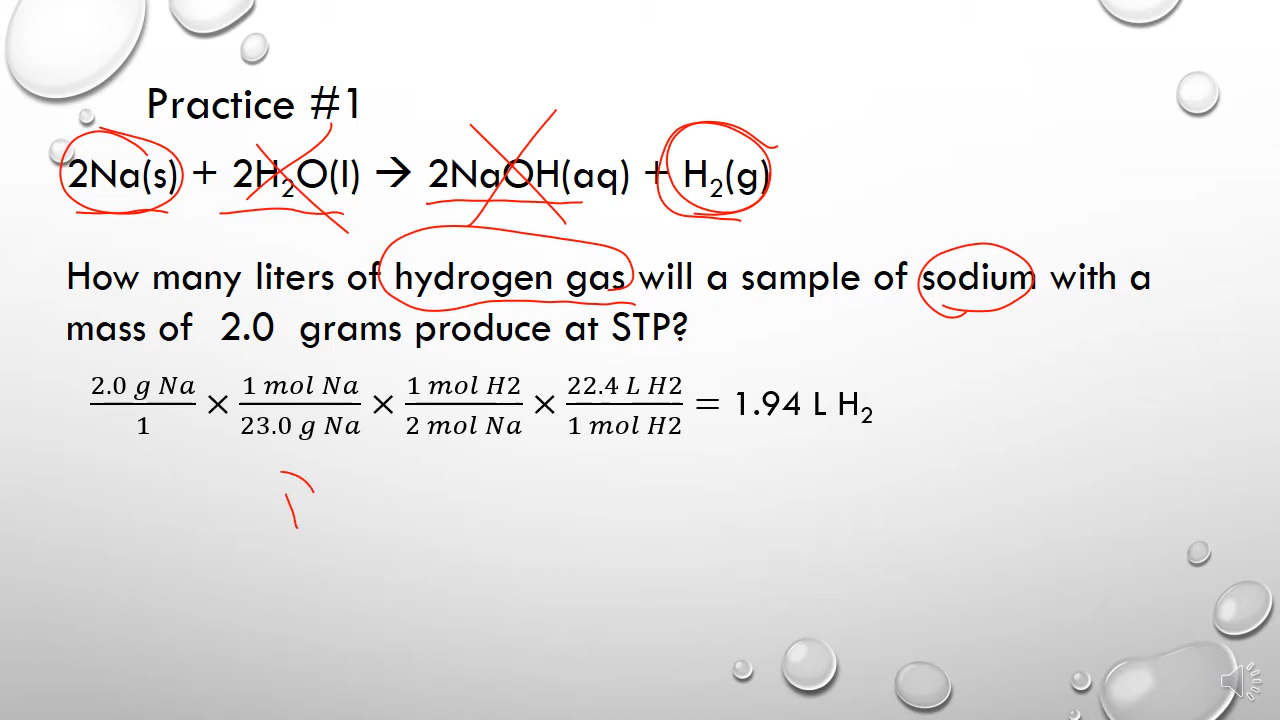 Practice #1
2Na(s) + 2H₂O(l) → 2NaOH(aq) + H₂(g)
How many liters of hydrogen gas will a sample of sodium with a
mass of 2.0 grams produce at STP?
2.0 g Na/1 × 1 mol Na/23.0 g Na × 1 mol H2/2 mol Na × 22.4 L H2/1 mol H2 = 1.94 L H₂